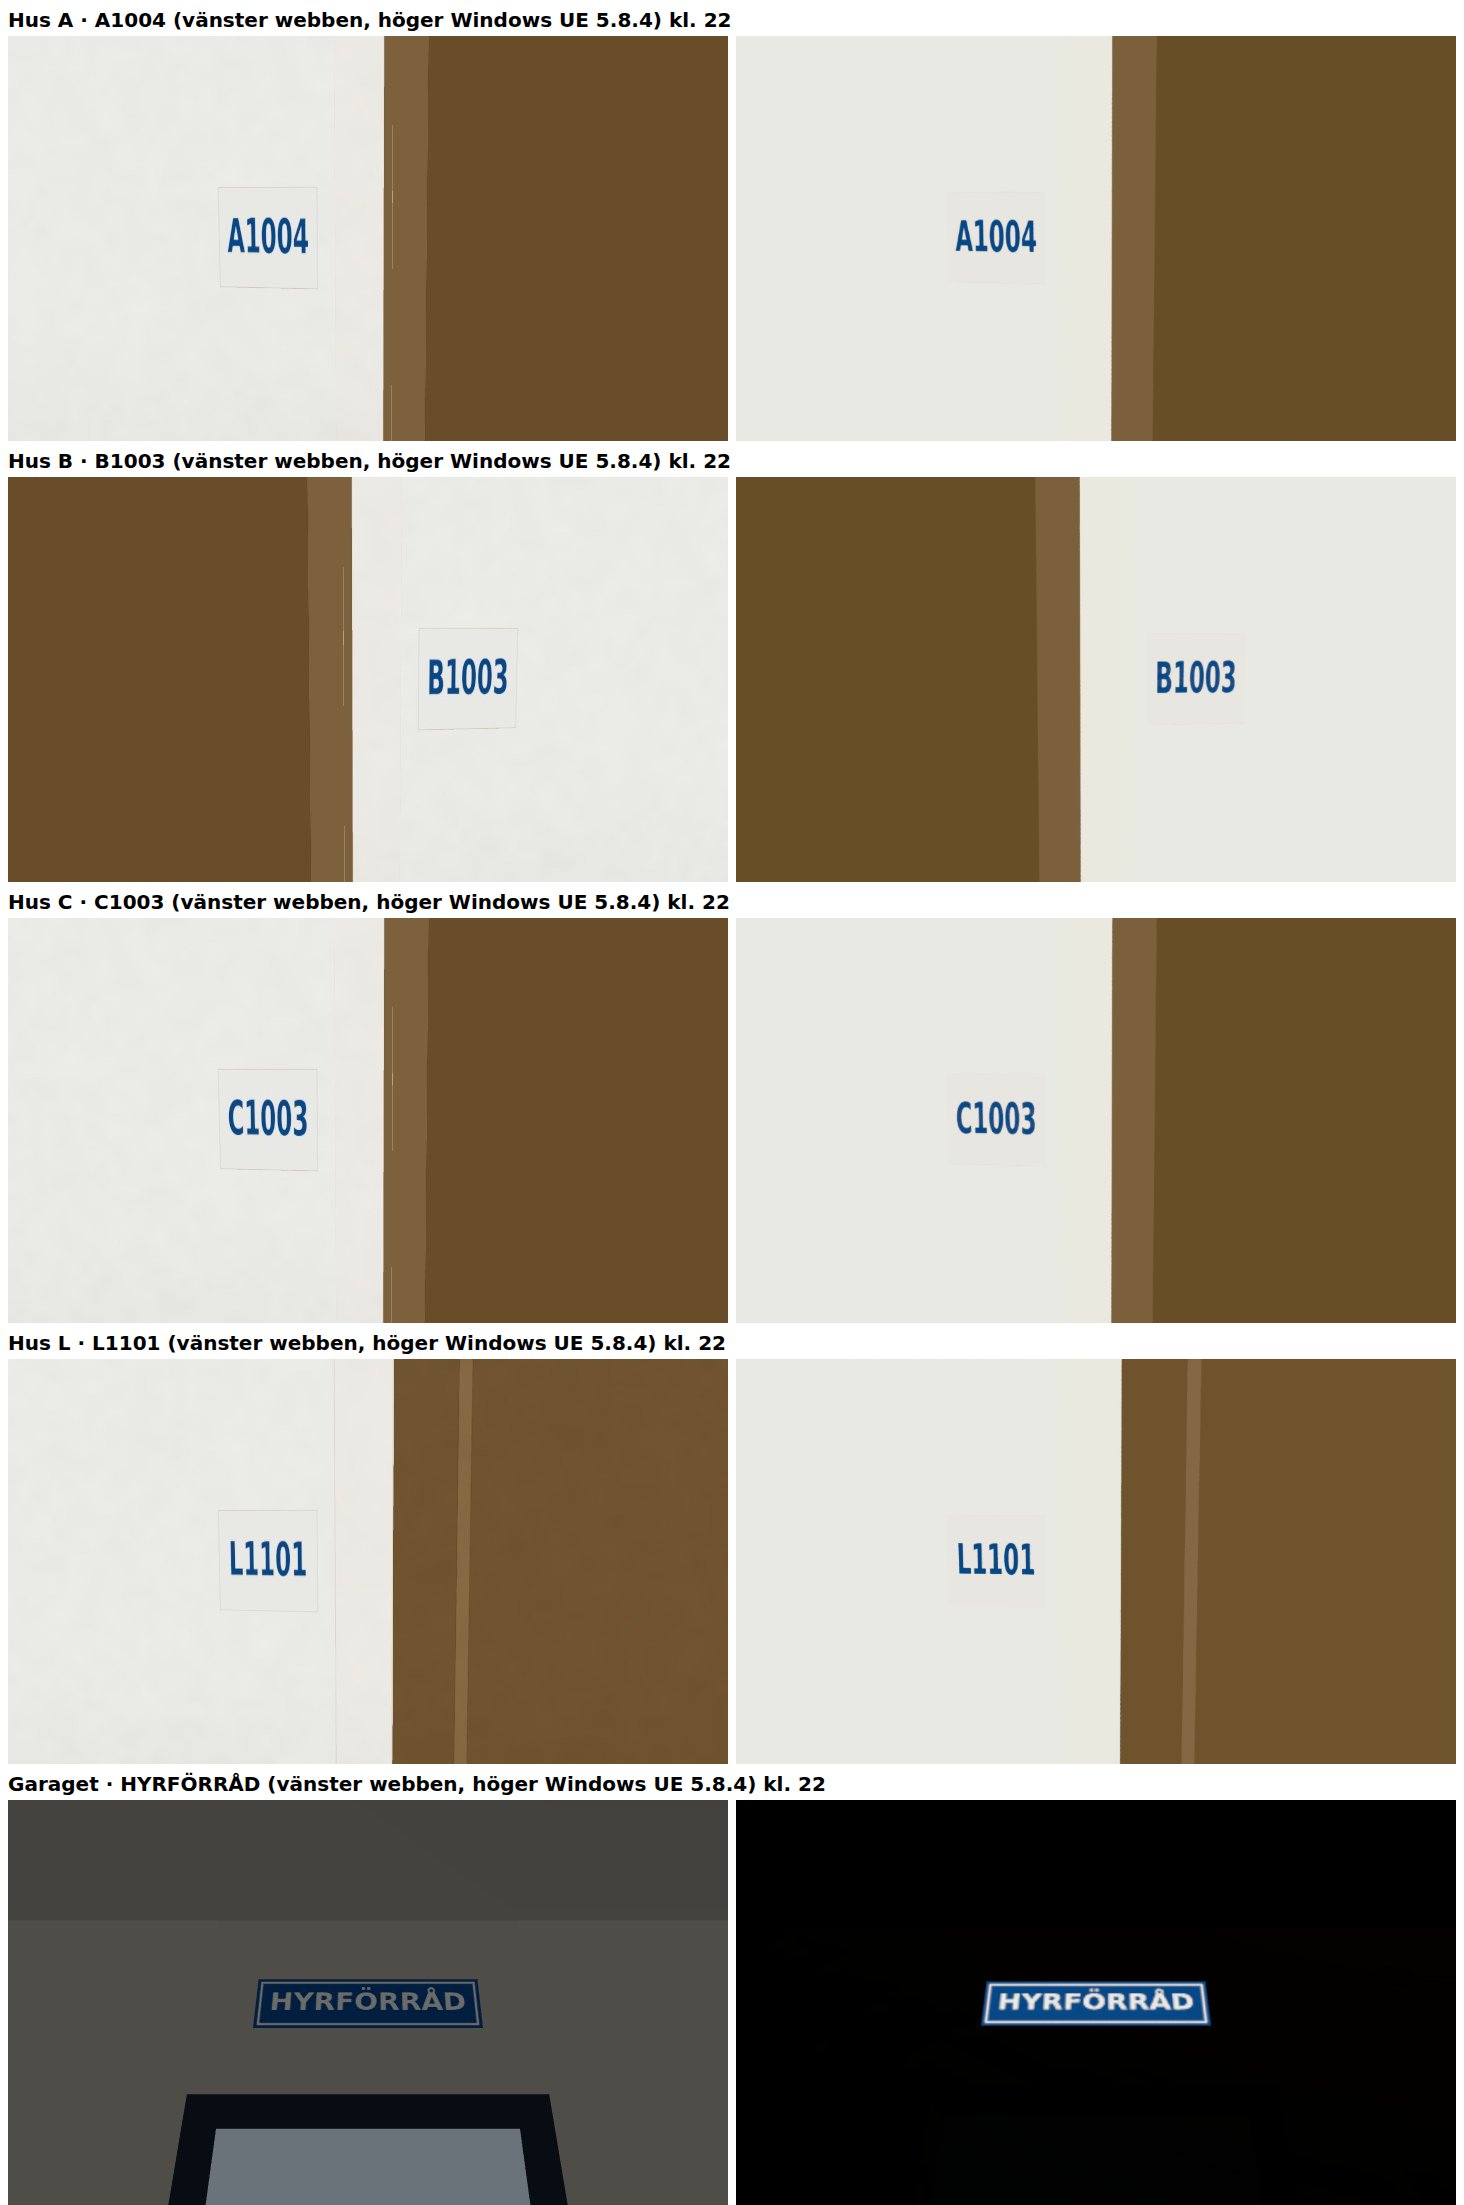 Hus A · A1004 (vänster webben, höger Windows UE 5.8.4) kl. 22
A1004 A1004
Hus B · B1003 (vänster webben, höger Windows UE 5.8.4) kl. 22
B1003 B1003
Hus C · C1003 (vänster webben, höger Windows UE 5.8.4) kl. 22
C1003 C1003
Hus L · L1101 (vänster webben, höger Windows UE 5.8.4) kl. 22
L1101 L1101
Garaget · HYRFÖRRÅD (vänster webben, höger Windows UE 5.8.4) kl. 22
HYRFÖRRÅD HYRFÖRRÅD